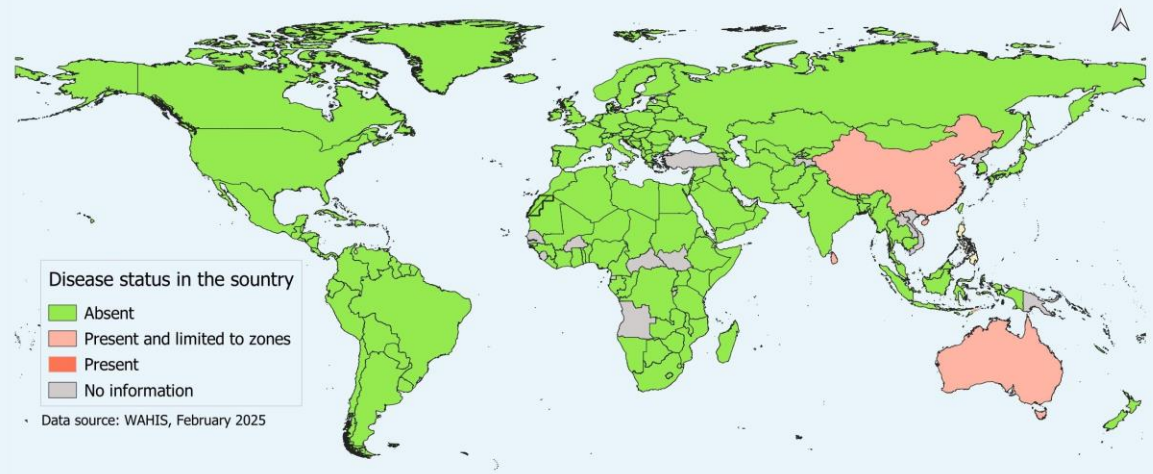 Disease status in the sountry
Absent
Present and limited to zones
Present
No information
Data source: WAHIS, February 2025